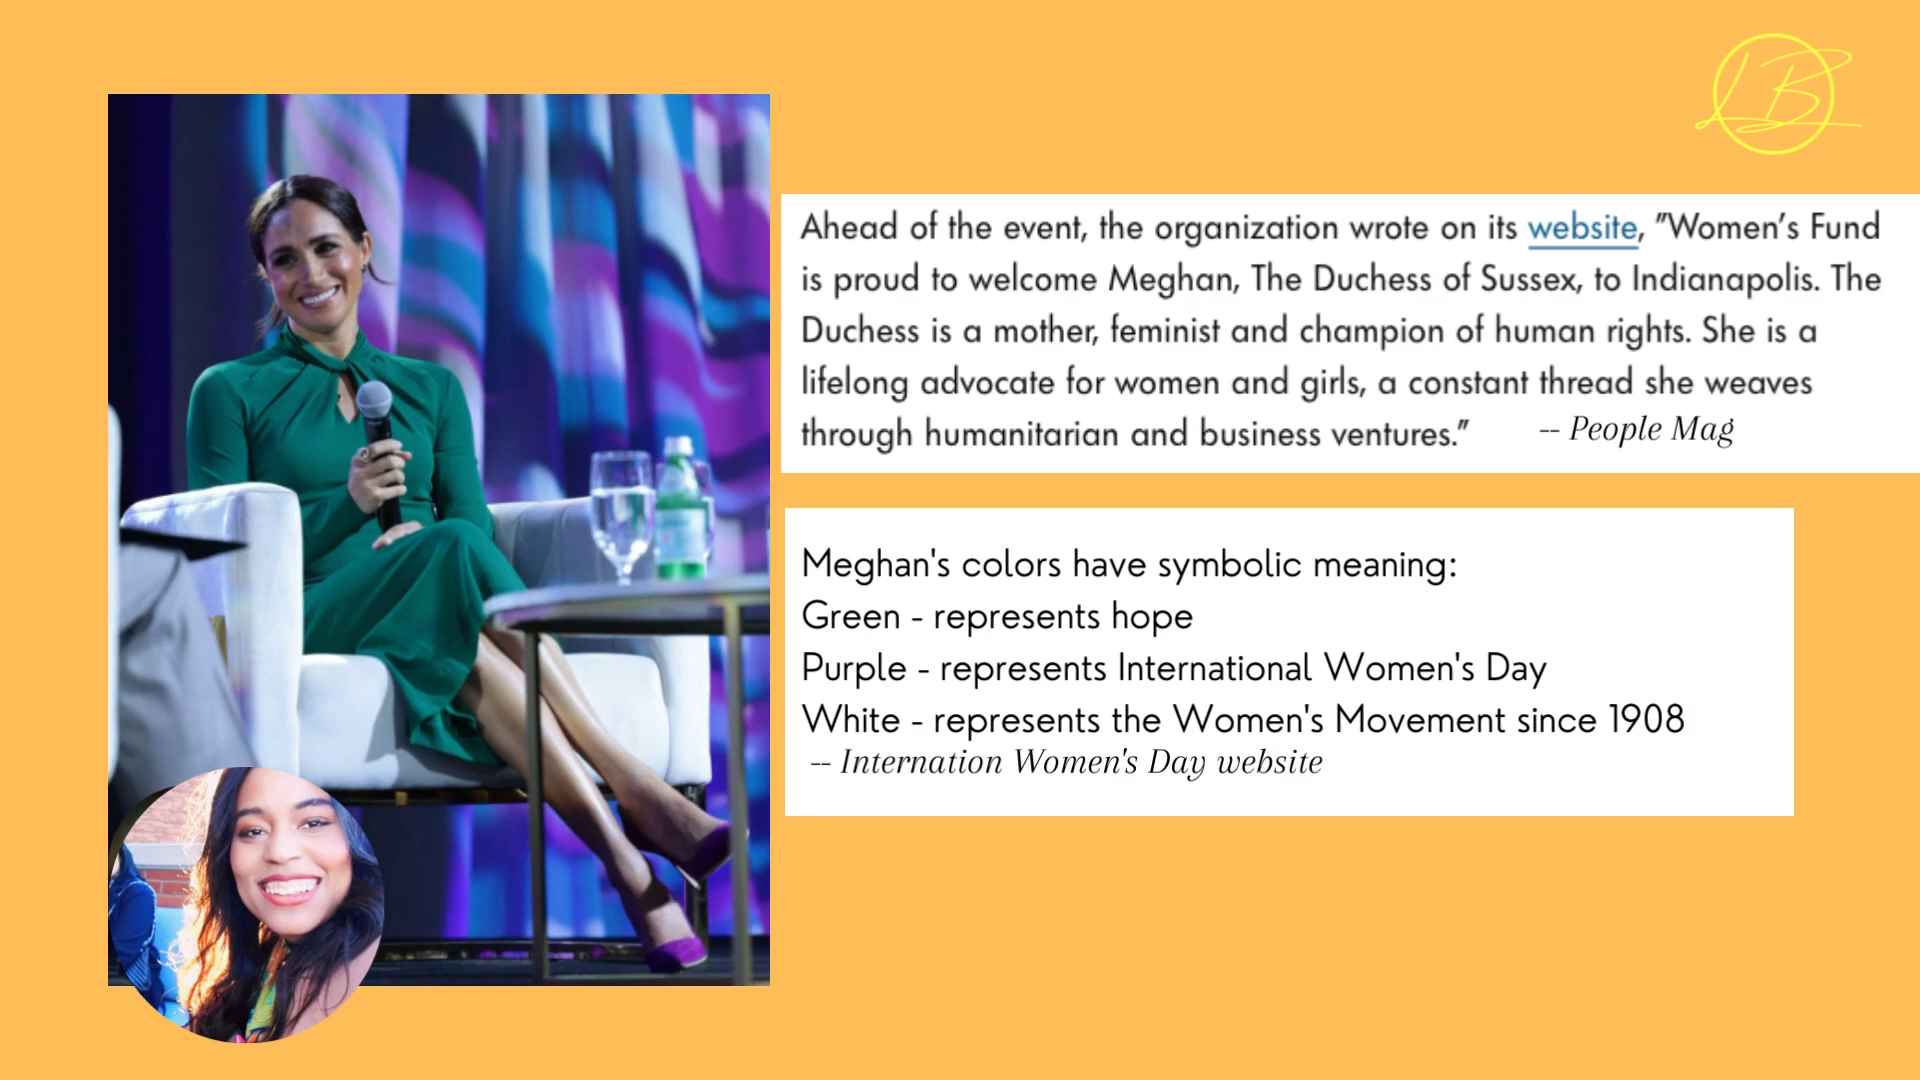 LB
Ahead of the event, the organization wrote on its website, "Women's Fund
is proud to welcome Meghan, The Duchess of Sussex, to Indianapolis. The
Duchess is a mother, feminist and champion of human rights. She is a
lifelong advocate for women and girls, a constant thread she weaves
through humanitarian and business ventures." -- People Mag
Meghan's colors have symbolic meaning:
Green - represents hope
Purple - represents International Women's Day
White - represents the Women's Movement since 1908
-- Internation Women's Day website